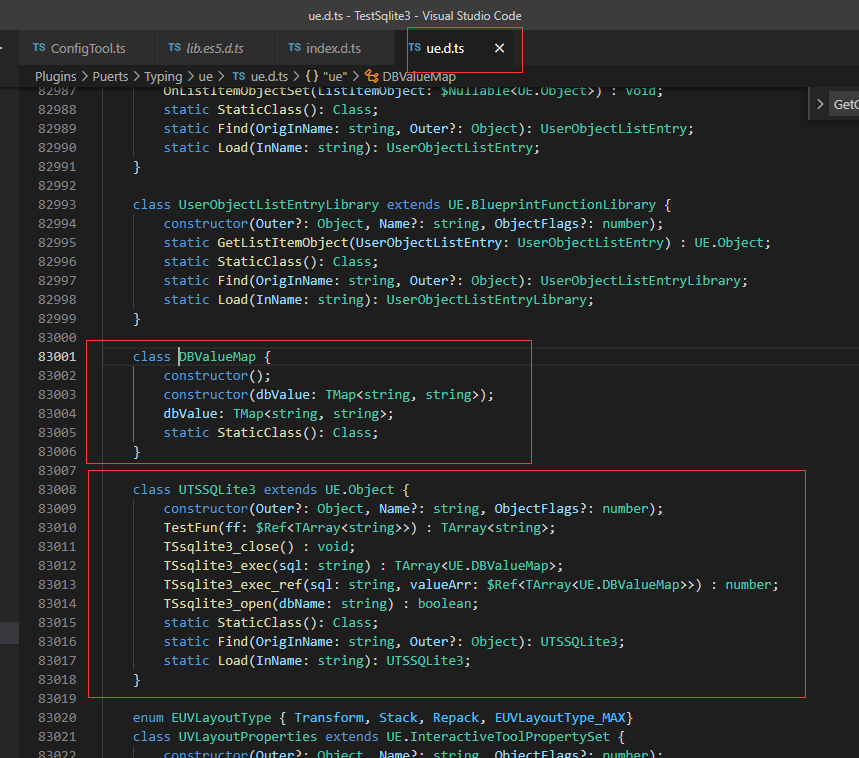 ue.d.ts - TestSqlite3 - Visual Studio Code
TS ConfigTool.ts TS lib.es5.d.ts TS index.d.ts TS ue.d.ts ×
Plugins > Puerts > Typing > ue > TS ue.d.ts > {} "ue" > DBValueMap
82987 OnListItemObjectSet(ListItemObject: $Nullable<UE.Object>) : void;
82988 static StaticClass(): Class;
82989 static Find(OrigInName: string, Outer?: Object): UserObjectListEntry;
82990 static Load(InName: string): UserObjectListEntry;
82991 }
82992
82993 class UserObjectListEntryLibrary extends UE.BlueprintFunctionLibrary {
82994 constructor(Outer?: Object, Name?: string, ObjectFlags?: number);
82995 static GetListItemObject(UserObjectListEntry: UserObjectListEntry) : UE.Object;
82996 static StaticClass(): Class;
82997 static Find(OrigInName: string, Outer?: Object): UserObjectListEntryLibrary;
82998 static Load(InName: string): UserObjectListEntryLibrary;
82999 }
83000
83001 class DBValueMap {
83002 constructor();
83003 constructor(dbValue: TMap<string, string>);
83004 dbValue: TMap<string, string>;
83005 static StaticClass(): Class;
83006 }
83007
83008 class UTSSQLite3 extends UE.Object {
83009 constructor(Outer?: Object, Name?: string, ObjectFlags?: number);
83010 TestFun(ff: $Ref<TArray<string>>) : TArray<string>;
83011 TSsqlite3_close() : void;
83012 TSsqlite3_exec(sql: string) : TArray<UE.DBValueMap>;
83013 TSsqlite3_exec_ref(sql: string, valueArr: $Ref<TArray<UE.DBValueMap>>) : number;
83014 TSsqlite3_open(dbName: string) : boolean;
83015 static StaticClass(): Class;
83016 static Find(OrigInName: string, Outer?: Object): UTSSQLite3;
83017 static Load(InName: string): UTSSQLite3;
83018 }
83019
83020 enum EUVLayoutType { Transform, Stack, Repack, EUVLayoutType_MAX}
83021 class UVLayoutProperties extends UE.InteractiveToolPropertySet {
83022 constructor(Outer?: Object, Name?: string, ObjectFlags?: number);